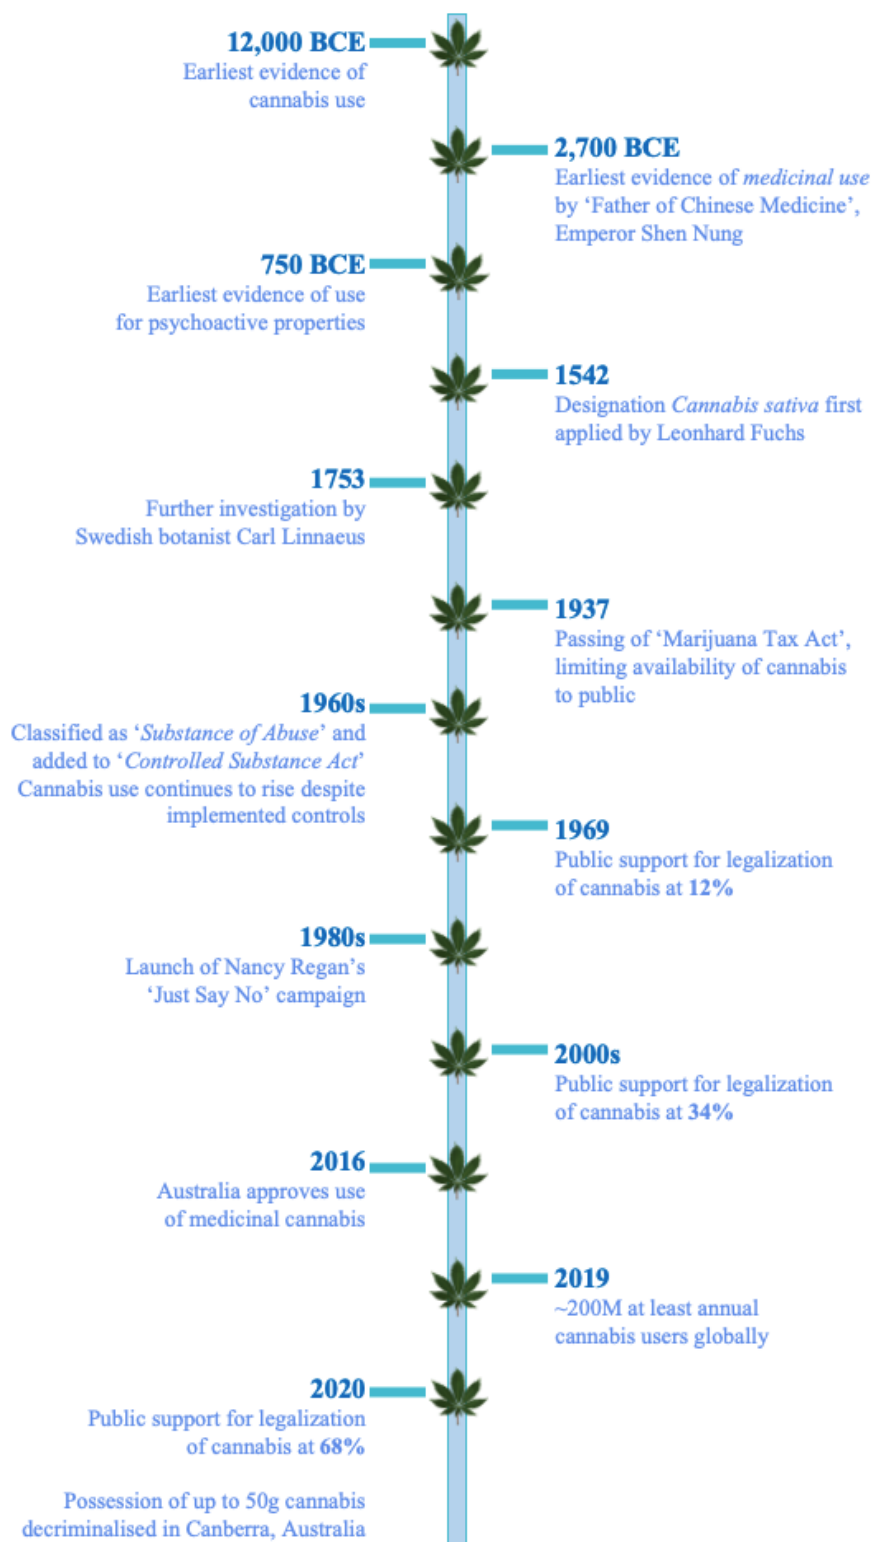 12,000 BCE
Earliest evidence of
cannabis use
2,700 BCE
Earliest evidence of medicinal use
by ‘Father of Chinese Medicine’,
Emperor Shen Nung
750 BCE
Earliest evidence of use
for psychoactive properties
1542
Designation Cannabis sativa first
applied by Leonhard Fuchs
1753
Further investigation by
Swedish botanist Carl Linnaeus
1937
Passing of ‘Marijuana Tax Act’,
limiting availability of cannabis
to public
1960s
Classified as ‘Substance of Abuse’ and
added to ‘Controlled Substance Act’
Cannabis use continues to rise despite
implemented controls
1969
Public support for legalization
of cannabis at 12%
1980s
Launch of Nancy Regan’s
‘Just Say No’ campaign
2000s
Public support for legalization
of cannabis at 34%
2016
Australia approves use
of medicinal cannabis
2019
~200M at least annual
cannabis users globally
2020
Public support for legalization
of cannabis at 68%
Possession of up to 50g cannabis
decriminalised in Canberra, Australia